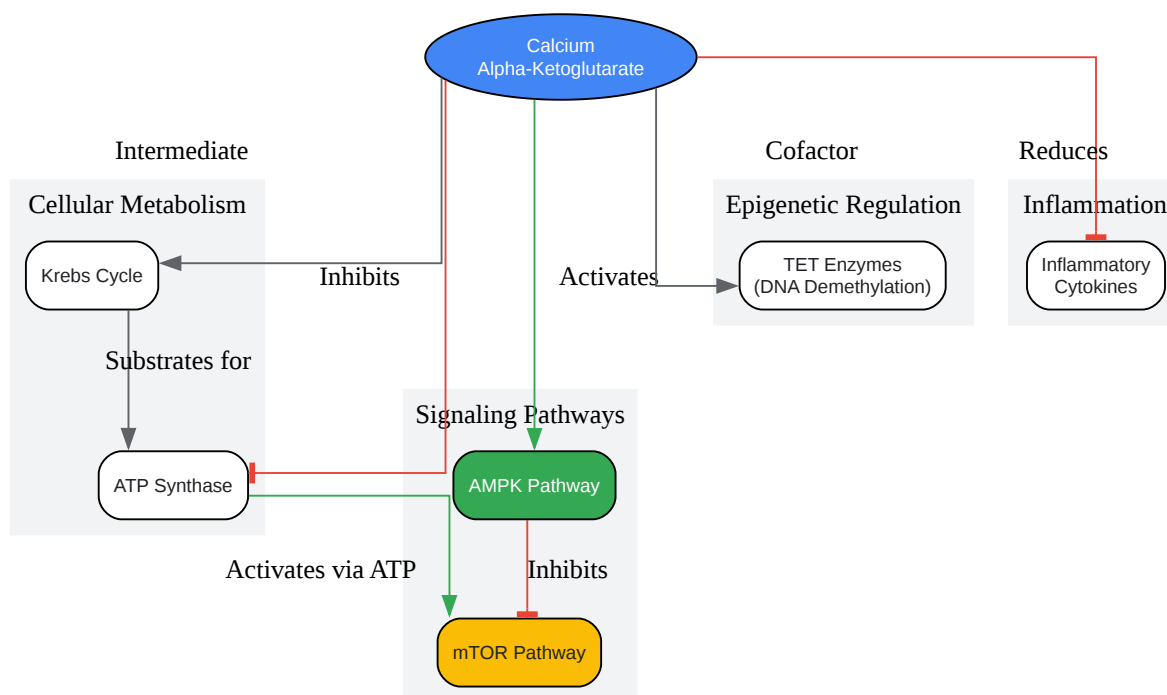 Calcium
Alpha-Ketoglutarate
Intermediate
Cofactor
Reduces
Cellular Metabolism
Epigenetic Regulation
Inflammation
Krebs Cycle
Inhibits
Activates
TET Enzymes
(DNA Demethylation)
Inflammatory
Cytokines
Substrates for
Signaling Pathways
ATP Synthase
AMPK Pathway
Activates via ATP
Inhibits
mTOR Pathway